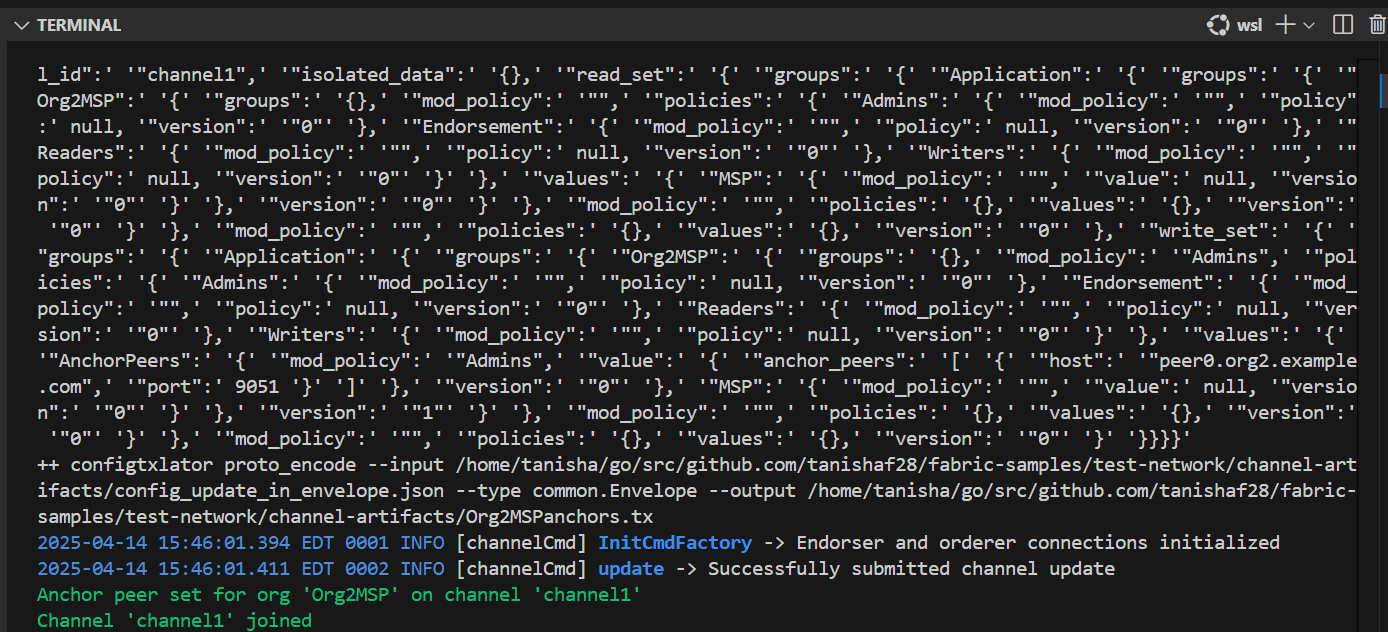 TERMINAL
wsl
l_id":' '"channel1",' '"isolated_data":' '{},' '"read_set":' '{' '"groups":' '{' '"Application":' '{' '"groups":' '{' '"
Org2MSP":' '{' '"groups":' '{},' '"mod_policy":' '"",' '"policies":' '{' '"Admins":' '{' '"mod_policy":' '"",' '"policy"
:' null, '"version":' '"0"' '},' '"Endorsement":' '{' '"mod_policy":' '"",' '"policy":' null, '"version":' '"0"' '},' '"
Readers":' '{' '"mod_policy":' '"",' '"policy":' null, '"version":' '"0"' '},' '"Writers":' '{' '"mod_policy":' '"",' '"
policy":' null, '"version":' '"0"' '}' '},' '"values":' '{' '"MSP":' '{' '"mod_policy":' '"",' '"value":' null, '"versio
n":' '"0"' '}' '},' '"version":' '"0"' '}' '},' '"mod_policy":' '"",' '"policies":' '{},' '"values":' '{},' '"version":'
'"0"' '}' '},' '"mod_policy":' '"",' '"policies":' '{},' '"values":' '{},' '"version":' '"0"' '},' '"write_set":' '{' '
"groups":' '{' '"Application":' '{' '"groups":' '{' '"Org2MSP":' '{' '"groups":' '{},' '"mod_policy":' '"Admins",' '"pol
icies":' '{' '"Admins":' '{' '"mod_policy":' '"",' '"policy":' null, '"version":' '"0"' '},' '"Endorsement":' '{' '"mod_
policy":' '"",' '"policy":' null, '"version":' '"0"' '},' '"Readers":' '{' '"mod_policy":' '"",' '"policy":' null, '"ver
sion":' '"0"' '},' '"Writers":' '{' '"mod_policy":' '"",' '"policy":' null, '"version":' '"0"' '}' '},' '"values":' '{'
'"AnchorPeers":' '{' '"mod_policy":' '"Admins",' '"value":' '{' '"anchor_peers":' '[' '{' '"host":' '"peer0.org2.example
.com",' '"port":' 9051 '}' ']' '},' '"version":' '"0"' '},' '"MSP":' '{' '"mod_policy":' '"",' '"value":' null, '"versio
n":' '"0"' '}' '},' '"version":' '"1"' '}' '},' '"mod_policy":' '"",' '"policies":' '{},' '"values":' '{},' '"version":'
'"0"' '}' '},' '"mod_policy":' '"",' '"policies":' '{},' '"values":' '{},' '"version":' '"0"' '}' '}}}}'
++ configtxlator proto_encode --input /home/tanisha/go/src/github.com/tanishaf28/fabric-samples/test-network/channel-art
ifacts/config_update_in_envelope.json --type common.Envelope --output /home/tanisha/go/src/github.com/tanishaf28/fabric-
samples/test-network/channel-artifacts/Org2MSPanchors.tx
2025-04-14 15:46:01.394 EDT 0001 INFO [channelCmd] InitCmdFactory -> Endorser and orderer connections initialized
2025-04-14 15:46:01.411 EDT 0002 INFO [channelCmd] update -> Successfully submitted channel update
Anchor peer set for org 'Org2MSP' on channel 'channel1'
Channel 'channel1' joined